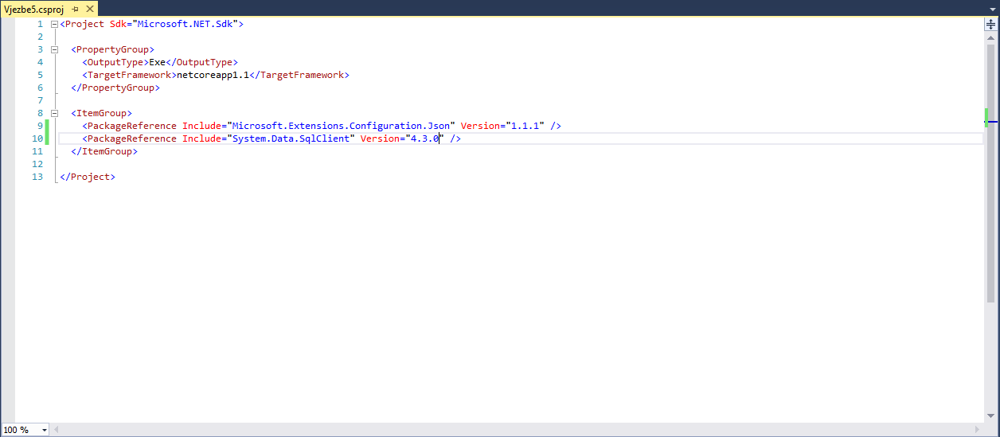 Vjezbe5.csproj
1 <Project Sdk="Microsoft.NET.Sdk">
2
3 <PropertyGroup>
4 <OutputType>Exe</OutputType>
5 <TargetFramework>netcoreapp1.1</TargetFramework>
6 </PropertyGroup>
7
8 <ItemGroup>
9 <PackageReference Include="Microsoft.Extensions.Configuration.Json" Version="1.1.1" />
10 <PackageReference Include="System.Data.SqlClient" Version="4.3.0" />
11 </ItemGroup>
12
13 </Project>
100 %